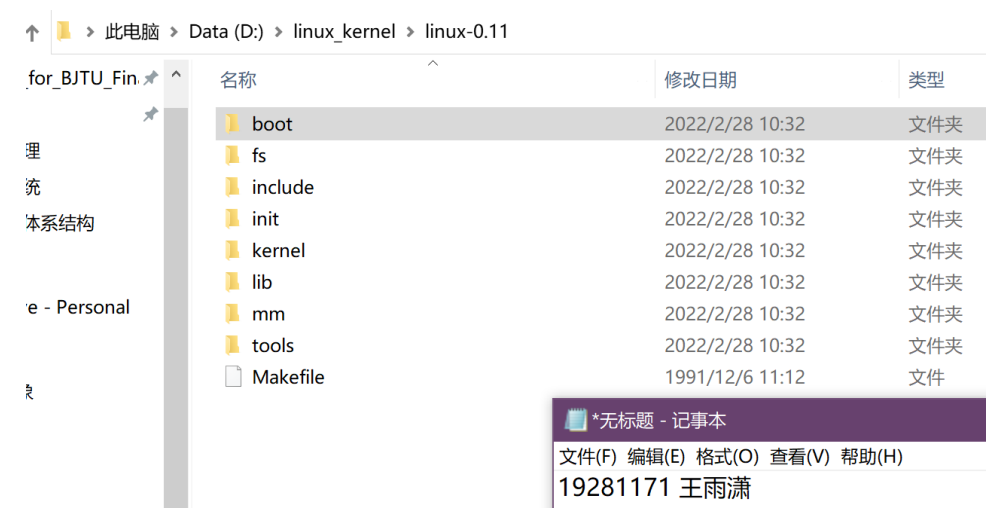 此电脑 > Data (D:) > linux_kernel > linux-0.11
_for_BJTU_Fin
理
统
体系结构
e - Personal
象
名称 修改日期 类型
boot 2022/2/28 10:32 文件夹
fs 2022/2/28 10:32 文件夹
include 2022/2/28 10:32 文件夹
init 2022/2/28 10:32 文件夹
kernel 2022/2/28 10:32 文件夹
lib 2022/2/28 10:32 文件夹
mm 2022/2/28 10:32 文件夹
tools 2022/2/28 10:32 文件夹
Makefile 1991/12/6 11:12 文件
*无标题 - 记事本
文件(F) 编辑(E) 格式(O) 查看(V) 帮助(H)
19281171 王雨潇